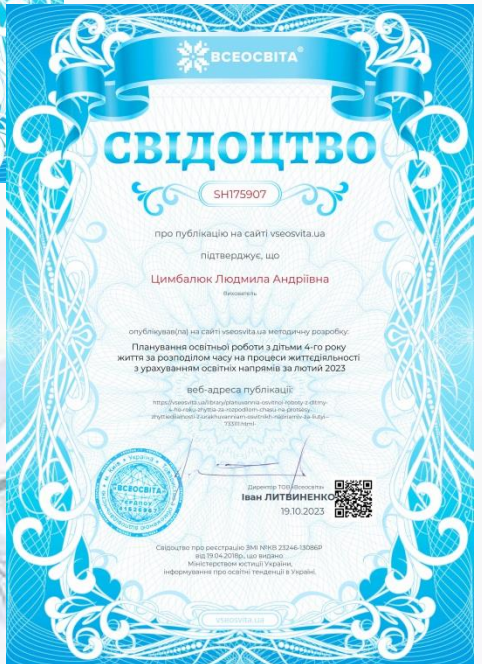 ВСЕОСВІТА®
СВІДОЦТВО
SH175907
про публікацію на сайті vseosvita.ua
підтверджує, що
Цимбалюк Людмила Андріївна
Вихователь
опублікував(ла) на сайті vseosvita.ua методичну розробку:
Планування освітньої роботи з дітьми 4-го року
життя за розподілом часу на процеси життєдіяльності
з урахуванням освітніх напрямів за лютий 2023
веб-адреса публікації:
Директор ТОВ «Всеосвіта»
Іван ЛИТВИНЕНКО
19.10.2023
ВСЕОСВІТА
Свідоцтво про реєстрацію ЗМІ №КВ 23246-13086Р
від 19.04.2018р., що видано
Міністерством юстиції України,
інформування про освітні тенденції в Україні.
VSEOSVITA.UA